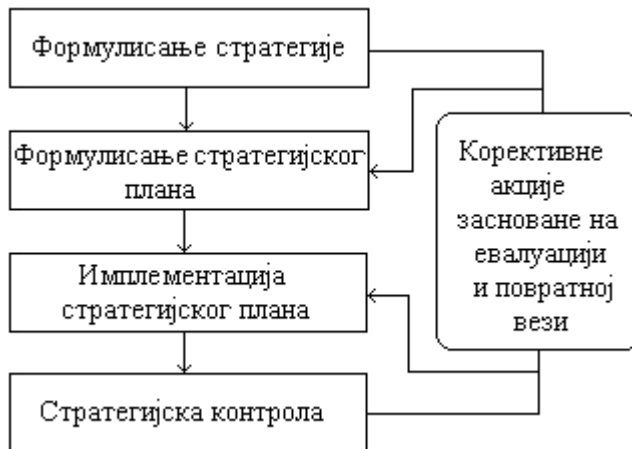 Формулисање стратегије
Формулисање стратегијског
плана
Имплементација
стратегијског плана
Стратегијска контрола
Корективне
акције
засноване на
евалуацији
и повратној
вези